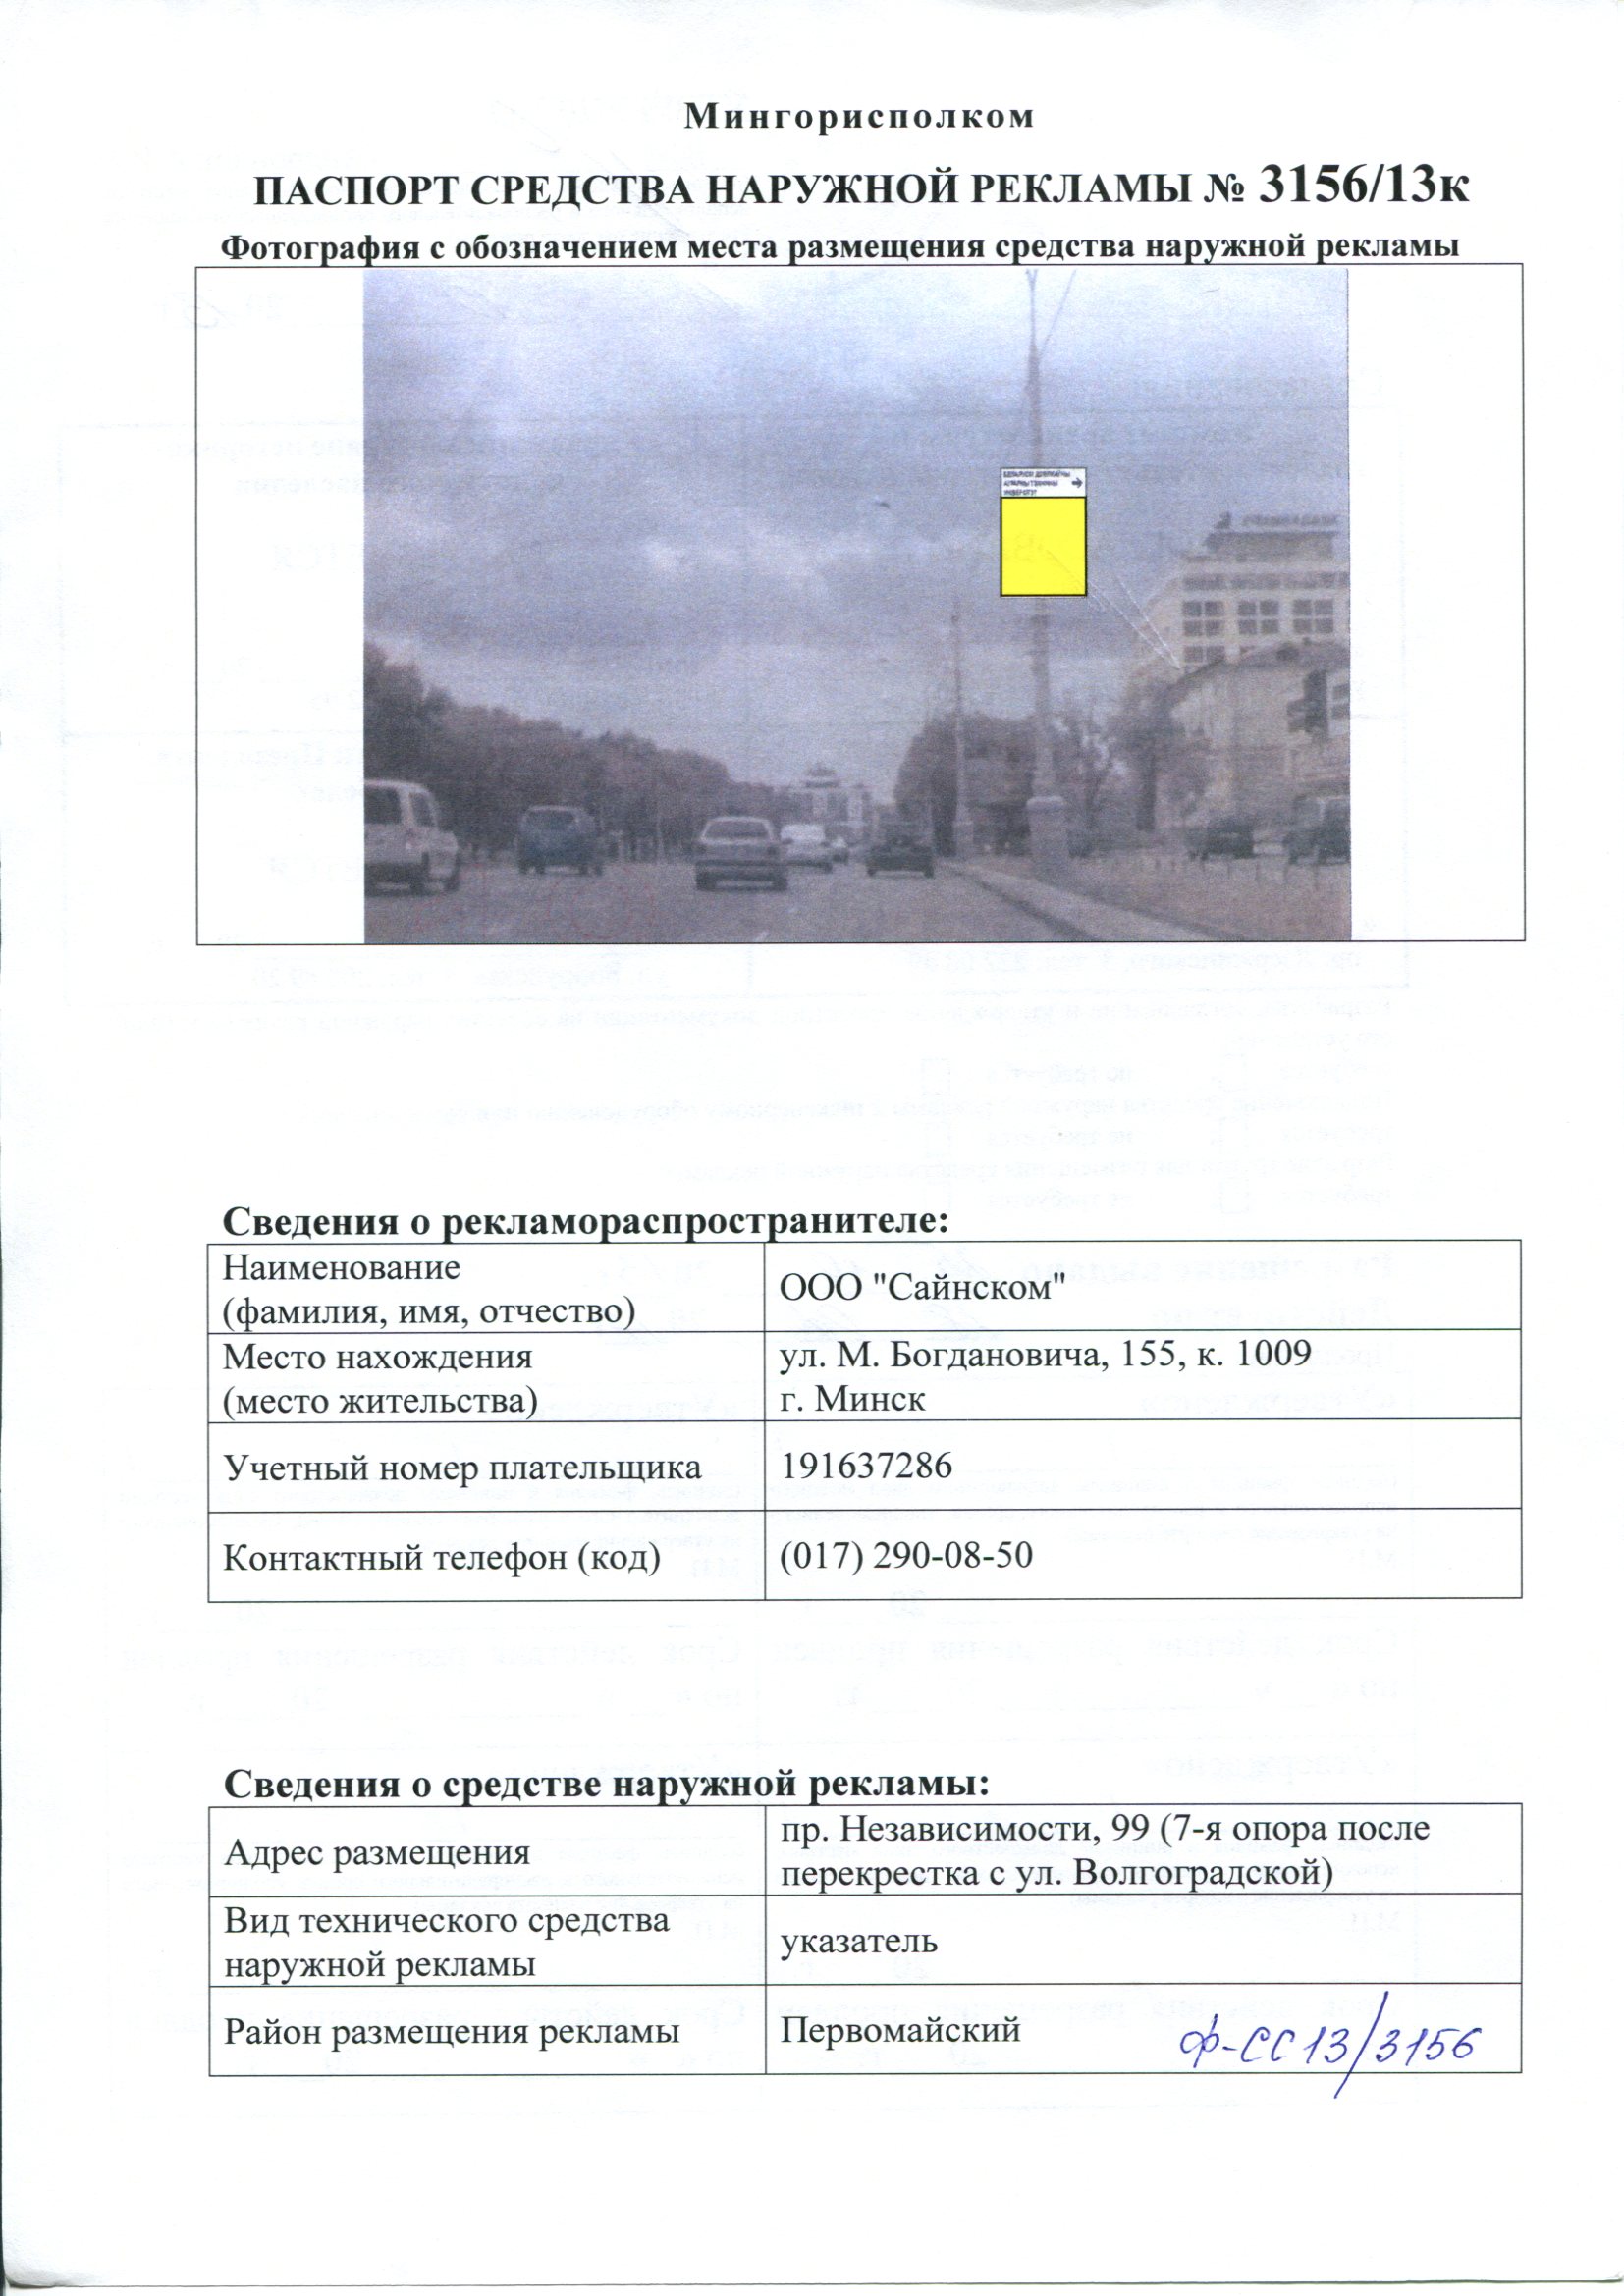 Мингорисполком
ПАСПОРТ СРЕДСТВА НАРУЖНОЙ РЕКЛАМЫ № 3156/13к
Фотография с обозначением места размещения средства наружной рекламы
Сведения о рекламораспространителе:
Наименование
(фамилия, имя, отчество)
ООО "Сайнском"
Место нахождения
(место жительства)
ул. М. Богдановича, 155, к. 1009
г. Минск
Учетный номер плательщика
191637286
Контактный телефон (код)
(017) 290-08-50
Сведения о средстве наружной рекламы:
Адрес размещения
пр. Независимости, 99 (7-я опора после
перекрестка с ул. Волгоградской)
Вид технического средства
наружной рекламы
указатель
Район размещения рекламы
Первомайский
ф-СС13/3156